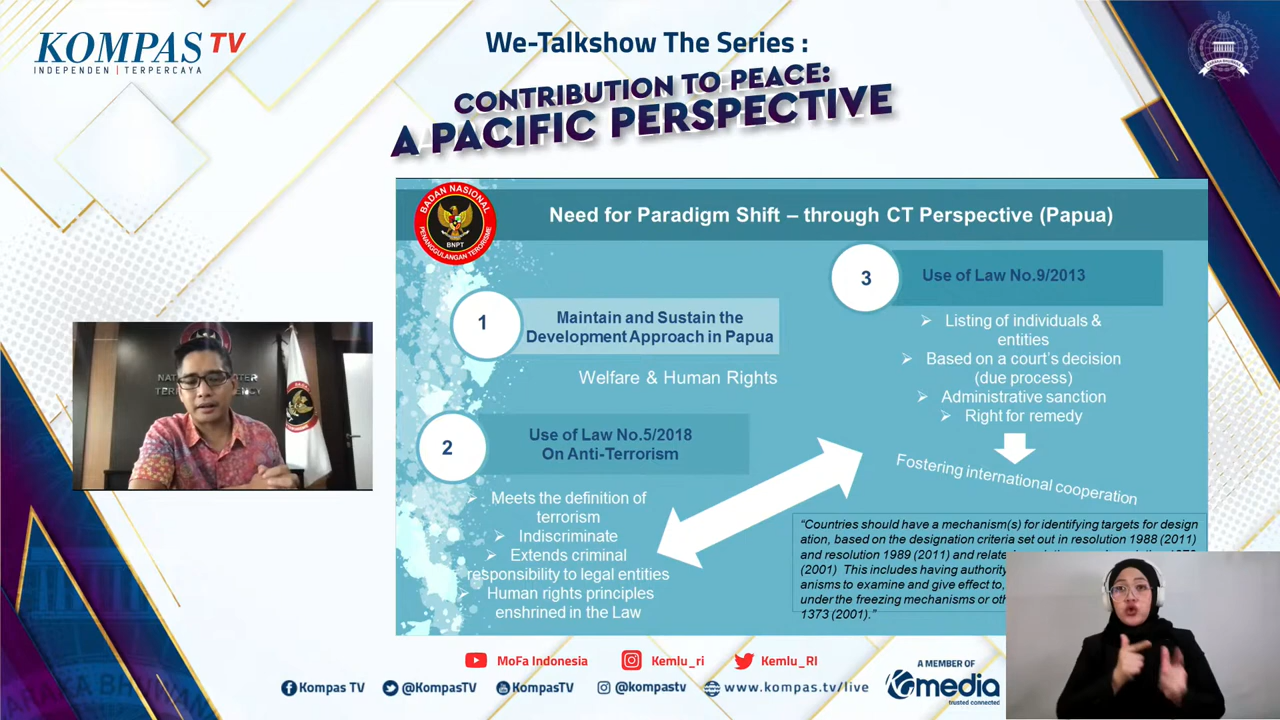 KOMPAS TV
INDEPENDEN | TERPERCAYA
We-Talkshow The Series :
CONTRIBUTION TO PEACE:
A PACIFIC PERSPECTIVE
BADAN NASIONAL
PENANGGULANGAN TERORISME
BNPT
Need for Paradigm Shift – through CT Perspective (Papua)
1
Maintain and Sustain the
Development Approach in Papua
Welfare & Human Rights
2
Use of Law No.5/2018
On Anti-Terrorism
Meets the definition of
terrorism
Indiscriminate
Extends criminal
responsibility to legal entities
Human rights principles
enshrined in the Law
3
Use of Law No.9/2013
Listing of individuals &
entities
Based on a court's decision
(due process)
Administrative sanction
Right for remedy
Fostering international cooperation
“Countries should have a mechanism(s) for identifying targets for design
ation, based on the designation criteria set out in resolution 1988 (2011)
and resolution 1989 (2011) and related
(2001) This includes having authority
anisms to examine and give effect to,
under the freezing mechanisms or
1373 (2001).”
MoFa Indonesia
Kemlu_ri
Kemlu_RI
Kompas TV
@KompasTV
KompasTV
@kompastv
www.kompas.tv/live
A MEMBER OF
media
trusted connected